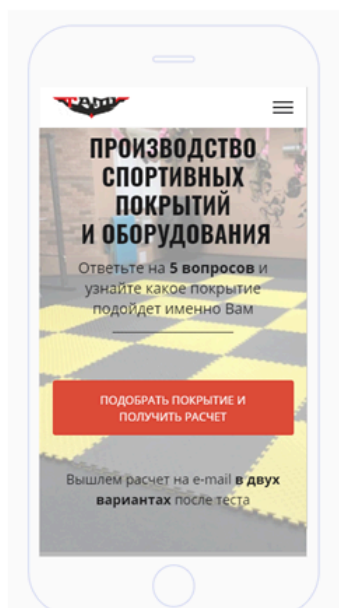 ПРОИЗВОДСТВО
СПОРТИВНЫХ
ПОКРЫТИЙ
И ОБОРУДОВАНИЯ
Ответьте на 5 вопросов и
узнайте какое покрытие
подойдет именно Вам
ПОДОБРАТЬ ПОКРЫТИЕ И
ПОЛУЧИТЬ РАСЧЕТ
Вышлем расчет на e-mail в двух
вариантах после теста